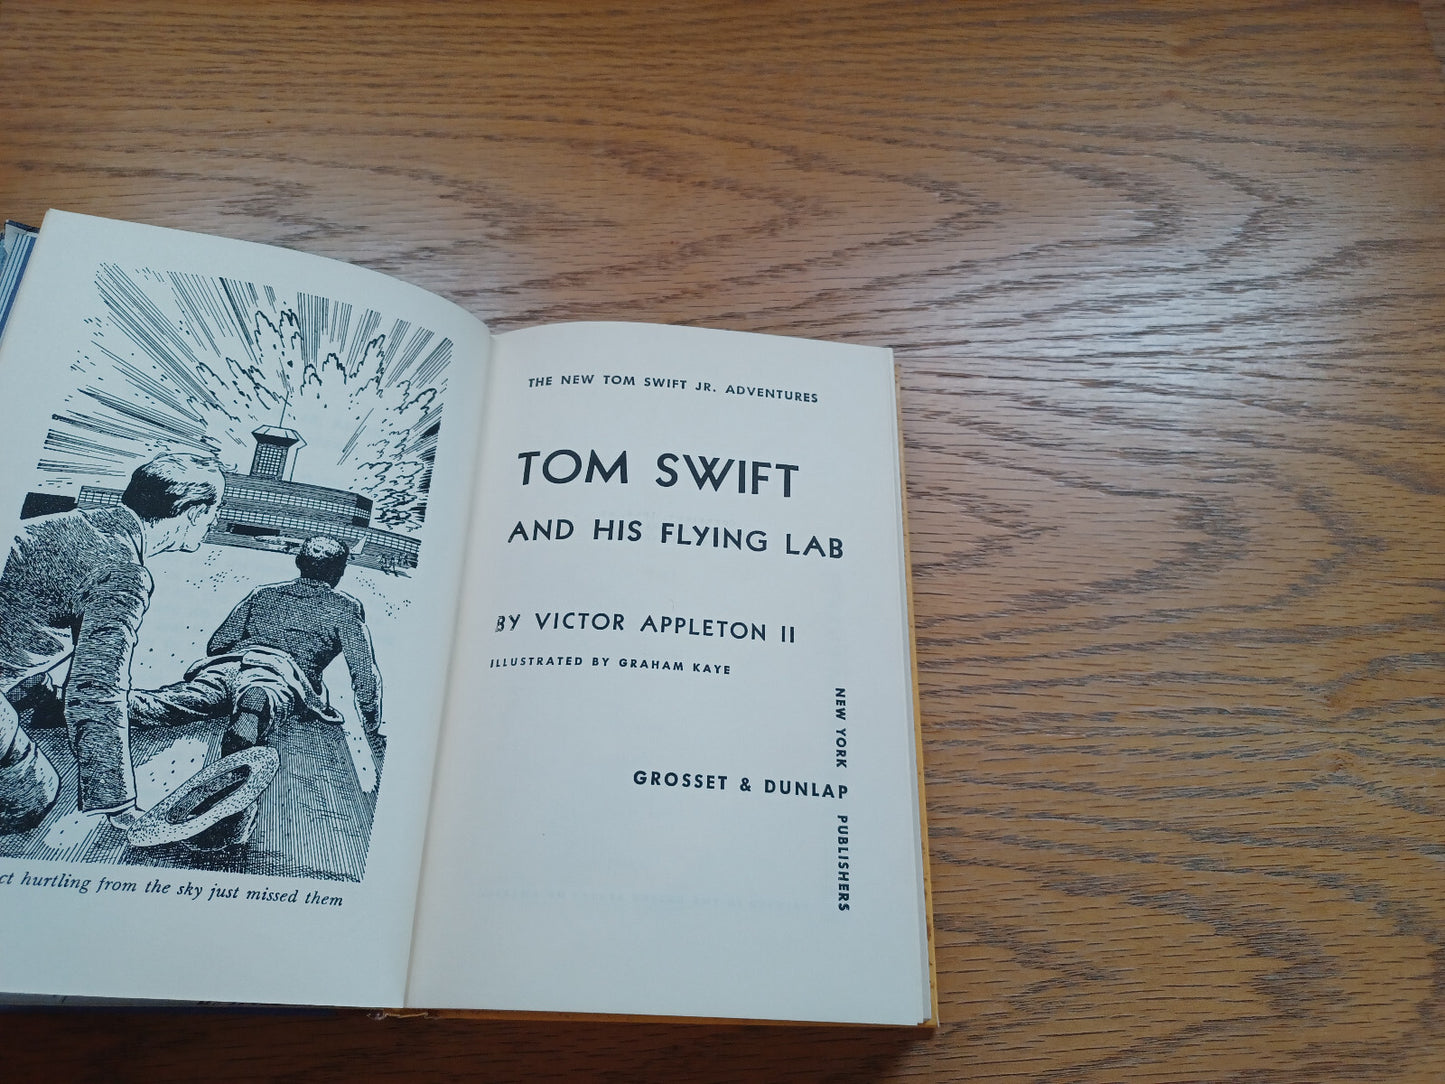 hurtling from the sky just missed them
THE NEW TOM SWIFT JR. ADVENTURES
TOM SWIFT
AND HIS FLYING LAB
BY VICTOR APPLETON II
ILLUSTRATED BY GRAHAM KAYE
GROSSET & DUNLAP
NEW YORK
PUBLISHERS